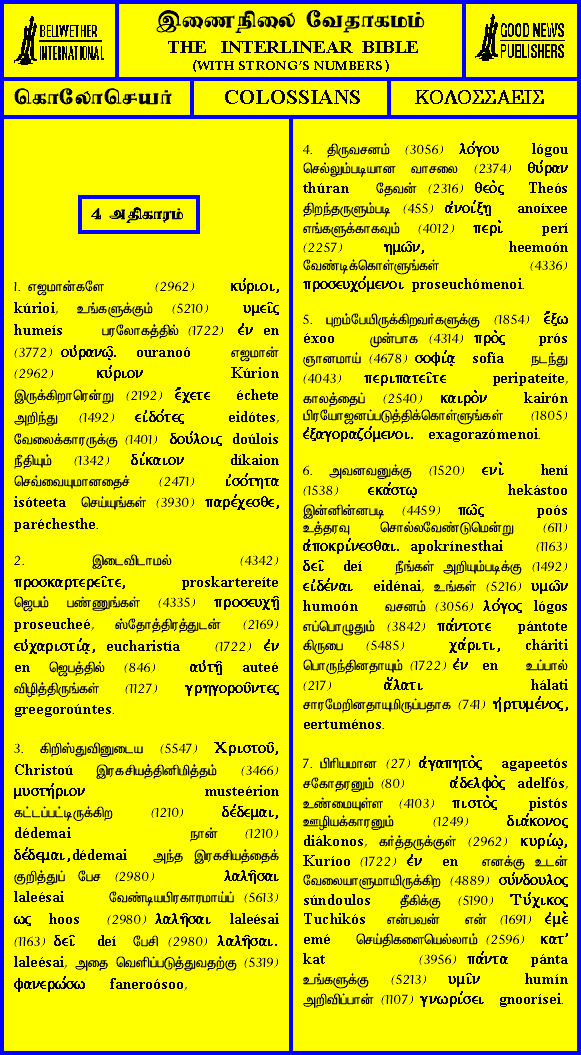 BELLWETHER
INTERNATIONAL
இணைநிலை வேதாகமம்
THE INTERLINEAR BIBLE
(WITH STRONG'S NUMBERS)
GOOD NEWS
PUBLISHERS
கொலோசெயர்
COLOSSIANS
ΚΟΛΟΣΣΑΕΙΣ
4 அதிகாரம்
1. எஜமான்களே (2962) κύριοι,
kúrioi, உங்களுக்கும் (5210) υμεῖς
humeís பரலோகத்தில் (1722) ἐν en
(3772) οὐρανῷ. ouranoó எஜமான்
(2962) κύριον Kúrion
இருக்கிறாரென்று (2192) ἔχετε échete
அறிந்து (1492) εἰδότες eidótes,
வேலைக்காரருக்கு (1401) δούλοις doúlois
நீதியும் (1342) δίκαιον díkaion
செவ்வையுமானதைச் (2471) ἰσότητα
isóteeta செய்யுங்கள் (3930) παρέχεσθε,
paréchesthe.
2. இடைவிடாமல் (4342)
προσκαρτερεῖτε, proskartereíte
ஜெபம் பண்ணுங்கள் (4335) προσευχῇ
proseucheé, ஸ்தோத்திரத்துடன் (2169)
εὐχαριστίᾳ, eucharistía (1722) ἐν
en ஜெபத்தில் (846) αὐτῇ auteé
விழித்திருங்கள் (1127) γρηγοροῦντες
greegoroúntes.
3. கிறிஸ்துவினுடைய (5547) Χριστοῦ,
Christoú இரகசியத்தினிமித்தம் (3466)
μυστήριον musteérion
கட்டப்பட்டிருக்கிற (1210) δέδεμαι,
dédemai நான் (1210)
δέδεμαι,dédemai அந்த இரகசியத்தைக்
குறித்துப் பேச (2980) λαλῆσαι
laleésai வேண்டியபிரகாரமாய்ப் (5613)
ως hoos (2980) λαλῆσαι laleésai
(1163) δεῖ deí பேசி (2980) λαλῆσαι.
laleésai, அதை வெளிப்படுத்துவதற்கு (5319)
φανερώσω faneroósoo,
4. திருவசனம் (3056) λόγου lógou
செல்லும்படியான வாசலை (2374) θύραν
thúran தேவன் (2316) θεὸς Theós
திறந்தருளும்படி (455) ἀνοίξῃ anoíxee
எங்களுக்காகவும் (4012) περὶ perí
(2257) ημῶν, heemoón
வேண்டிக்கொள்ளுங்கள் (4336)
προσευχόμενοι proseuchómenoi.
5. புறம்பேயிருக்கிறவர்களுக்கு (1854) ἔξω
éxoo முன்பாக (4314) πρὸς prós
ஞானமாய் (4678) σοφίᾳ sofia நடந்து
(4043) περιπατεῖτε peripateíte,
காலத்தைப் (2540) καιρὸν kairón
பிரயோஜனப்படுத்திக்கொள்ளுங்கள் (1805)
ἐξαγοραζόμενοι. exagorazómenoi.
6. அவனவனுக்கு (1520) ενὶ hení
(1538) εκάστῳ hekástoo
இன்னின்னபடி (4459) πῶς poós
உத்தரவு சொல்லவேண்டுமென்று (611)
ἀποκρίνεσθαι. apokrínesthai (1163)
δεῖ deí நீங்கள் அறியும்படிக்கு (1492)
εἰδέναι eidénai, உங்கள் (5216) υμῶν
humoón வசனம் (3056) λόγος lógos
எப்பொழுதும் (3842) πάντοτε pántote
கிருபை (5485) χάριτι, cháriti
பொருந்தினதாயும் (1722) ἐν en உப்பால்
(217) ἅλατι hálati
சாரமேறினதாயுமிருப்பதாக (741) ἠρτυμένος,
eertuménos.
7. பிரியமான (27) ἀγαπητὸς agapeetós
சகோதரனும் (80) ἀδελφὸς adelfós,
உண்மையுள்ள (4103) πιστὸς pistós
ஊழியக்காரனும் (1249) διάκονος
diákonos, கர்த்தருக்குள் (2962) κυρίῳ,
Kuríoo (1722) ἐν en எனக்கு உடன்
வேலையாளுமாயிருக்கிற (4889) σύνδουλος
súndoulos தீகிக்கு (5190) Τύχικος
Tuchikós என்பவன் என் (1691) ἐμὲ
emé செய்திகளையெல்லாம் (2596) κατ'
kat (3956) πάντα pánta
உங்களுக்கு (5213) υμῖν humín
அறிவிப்பான் (1107) γνωρίσει gnoorísei.